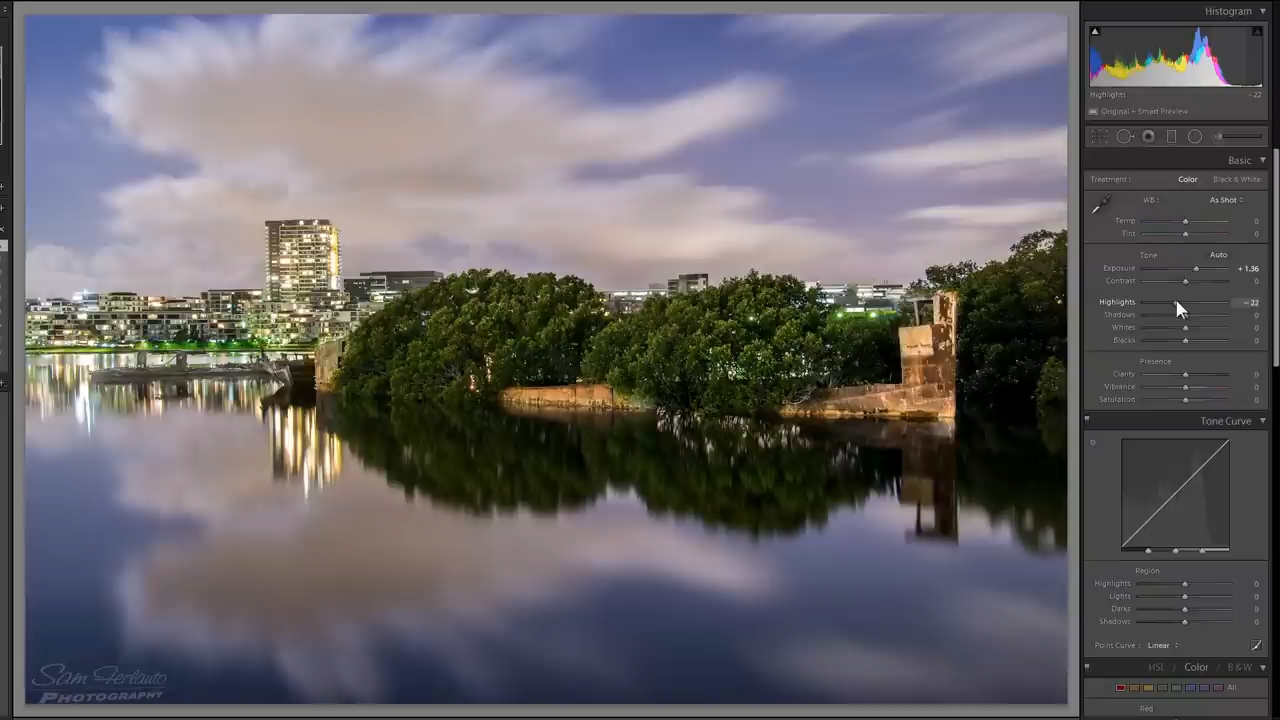 Histogram
Highlights - 22
Original + Smart Preview
Basic
Treatment : Color Black & White
WB : As Shot
Temp 0
Tint 0
Tone Auto
Exposure + 1.36
Contrast 0
Highlights - 22
Shadows 0
Whites 0
Blacks 0
Presence
Clarity 0
Vibrance 0
Saturation 0
Tone Curve
Region
Highlights 0
Lights 0
Darks 0
Shadows 0
Point Curve : Linear
HSL / Color / B & W
All
Red
Sam Ferlauto
PHOTOGRAPHY